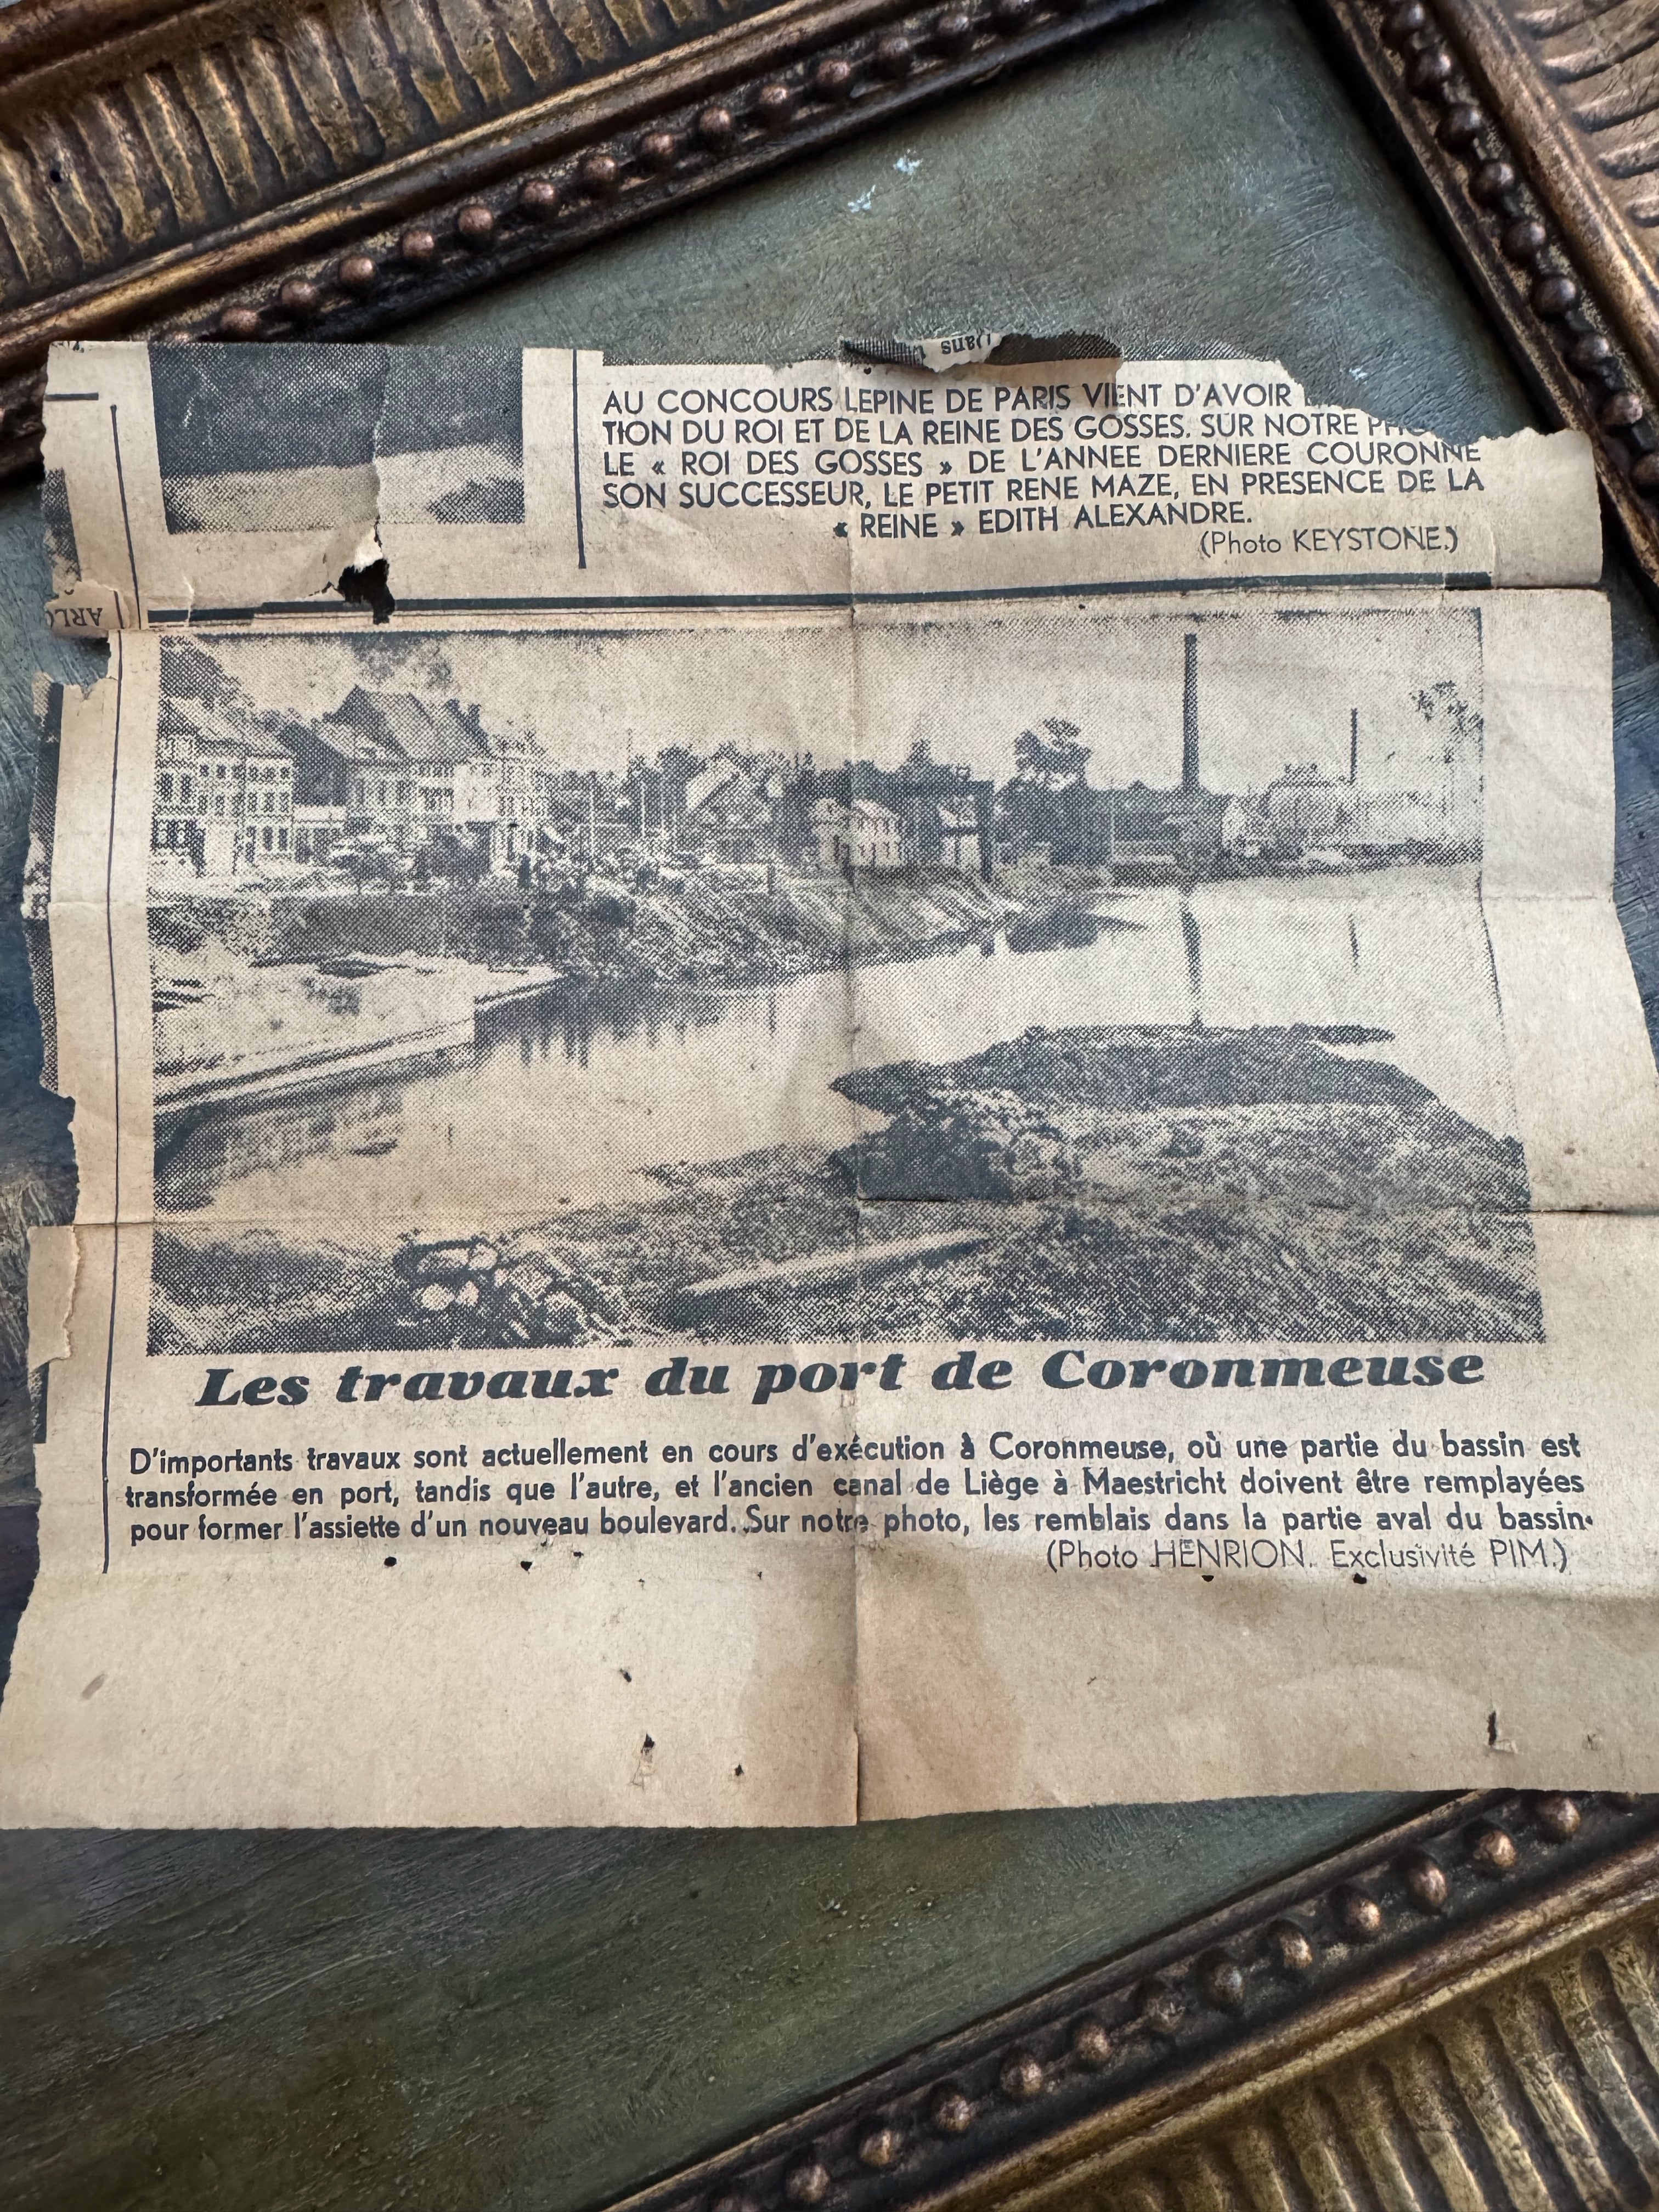 Dans
AU CONCOURS LEPINE DE PARIS VIENT D'AVOIR
TION DU ROI ET DE LA REINE DES GOSSES. SUR NOTRE
LE « ROI DES GOSSES » DE L'ANNEE DERNIERE COURONNE
SON SUCCESSEUR, LE PETIT RENE MAZE, EN PRESENCE DE LA
« REINE » EDITH ALEXANDRE.
(Photo KEYSTONE.)
Les travaux du port de Coronmeuse
D'importants travaux sont actuellement en cours d'exécution à Coronmeuse, où une partie du bassin est
transformée en port, tandis que l'autre, et l'ancien canal de Liège à Maestricht doivent être remplayées
pour former l'assiette d'un nouveau boulevard. Sur notre photo, les remblais dans la partie aval du bassin.
(Photo HENRION. Exclusivité PIM.)